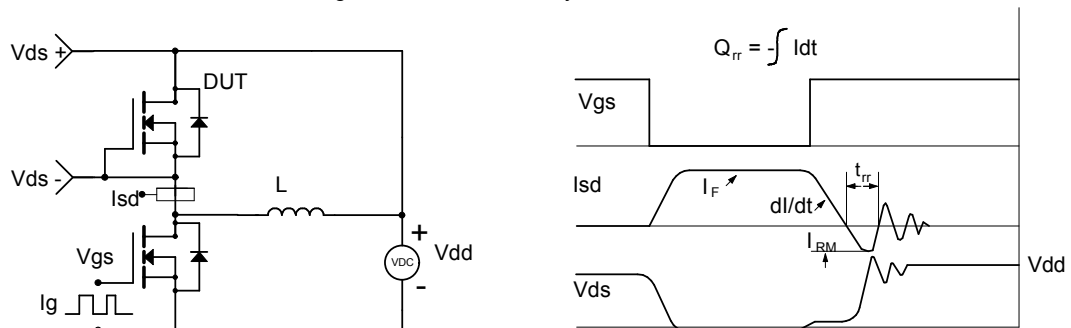 Vds +
DUT
Vds -
Isd
L
Vgs
+
VDC
Vdd
-
Ig
Qrr = -∫ Idt
Vgs
Isd
IF
dI/dt
trr
IRM
Vds
Vdd